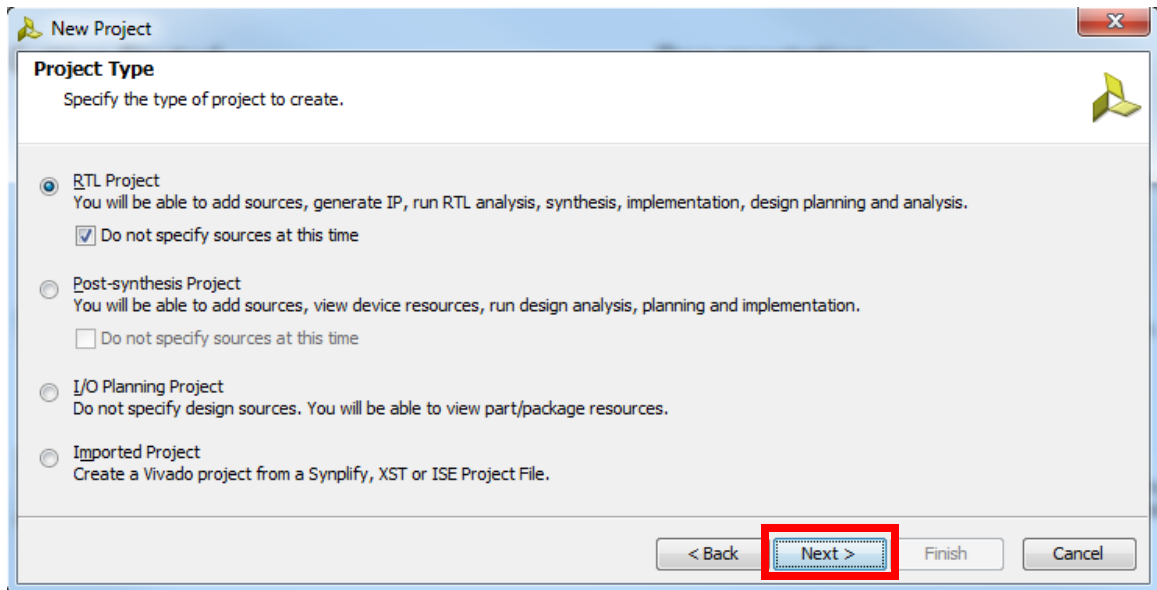 New Project
Project Type
Specify the type of project to create.
RTL Project
You will be able to add sources, generate IP, run RTL analysis, synthesis, implementation, design planning and analysis.
Do not specify sources at this time
Post-synthesis Project
You will be able to add sources, view device resources, run design analysis, planning and implementation.
Do not specify sources at this time
I/O Planning Project
Do not specify design sources. You will be able to view part/package resources.
Imported Project
Create a Vivado project from a Synplify, XST or ISE Project File.
< Back Next > Finish Cancel